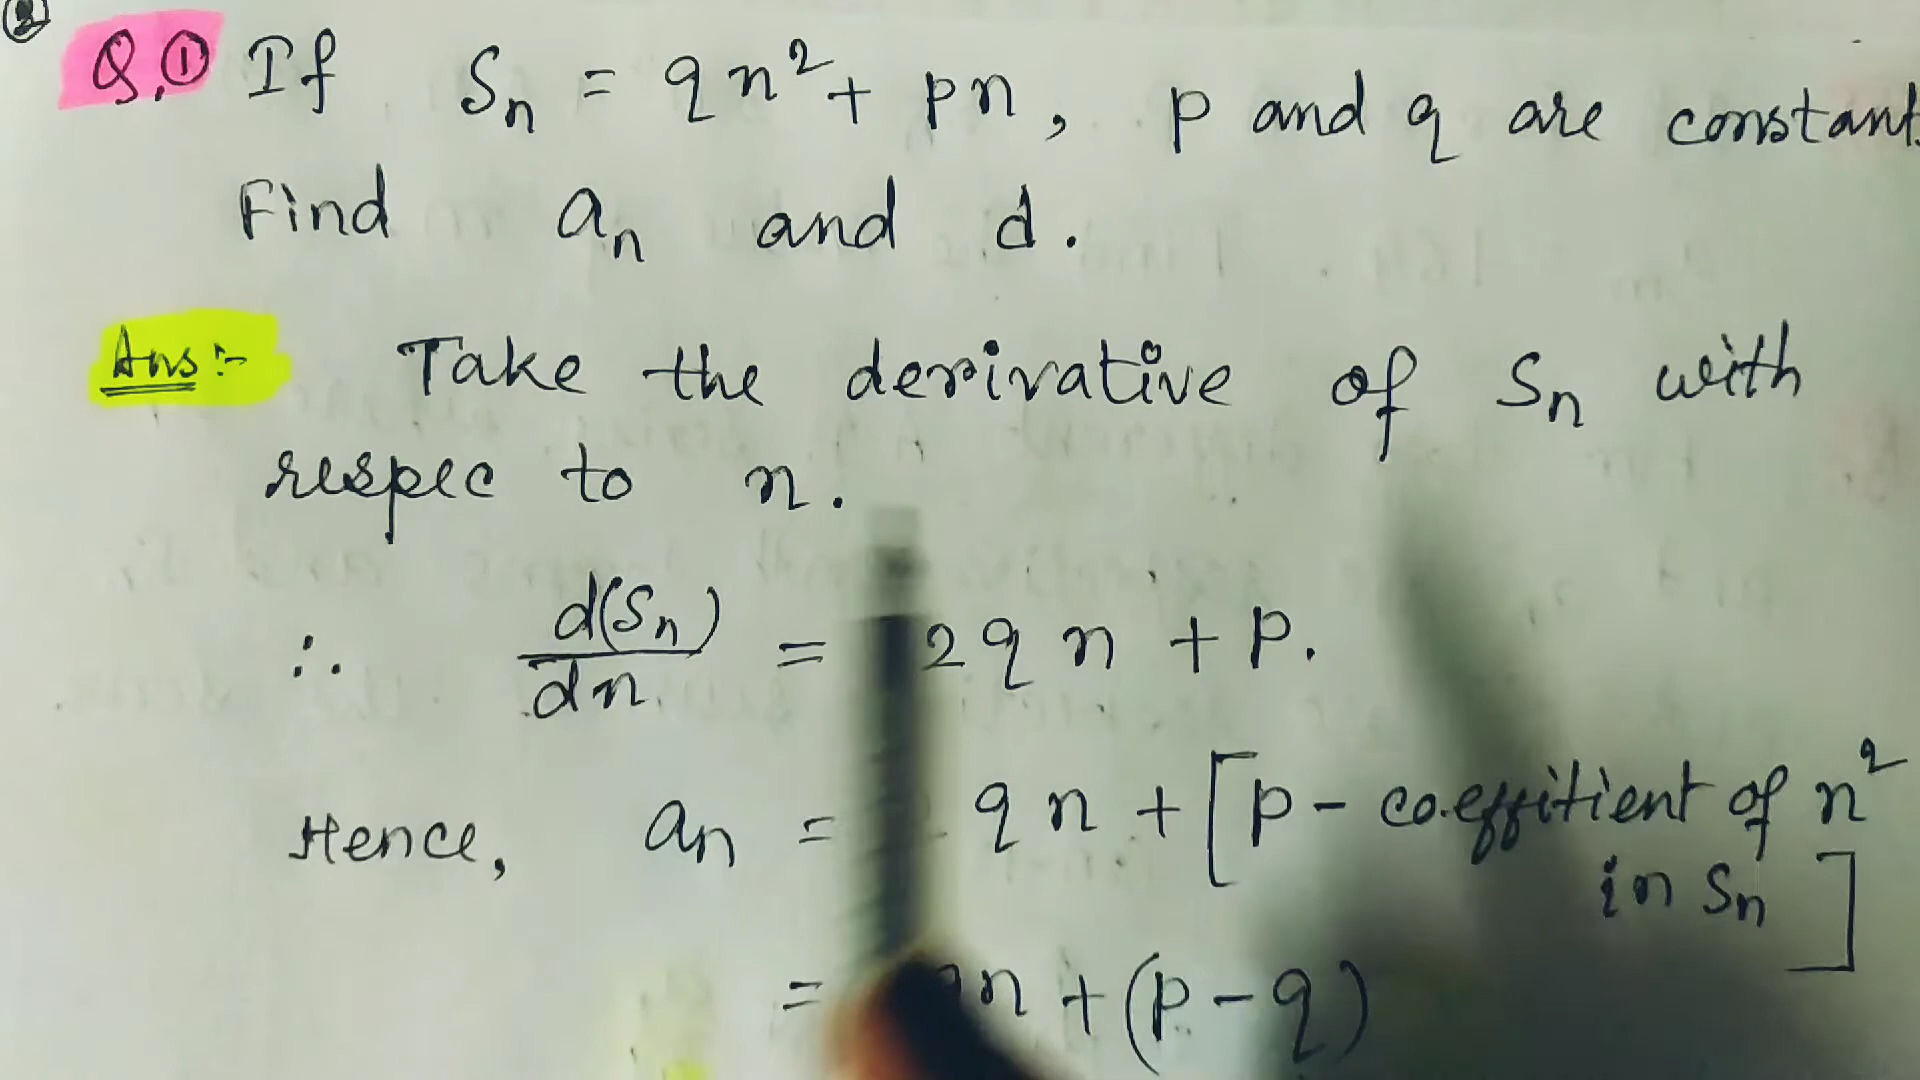 ②
Q.① If Sn = qn² + pn, p and q are constant
Find an and d.
Ans:- Take the derivative of Sn with
respec to n.
∴ d(Sn)/dn = 2qn + p.
Hence, an = qn + [p - coeffitient of n²
in Sn]
= n + (p - q)